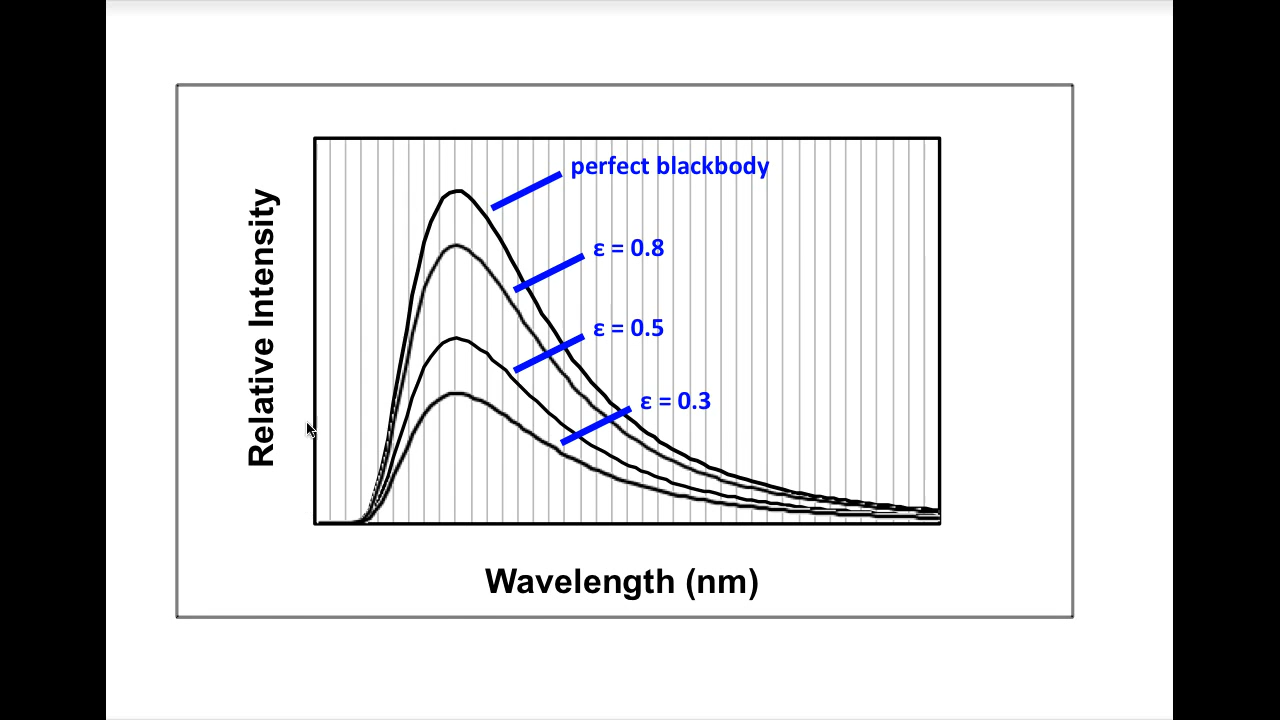 perfect blackbody
ε = 0.8
ε = 0.5
ε = 0.3
Relative Intensity
Wavelength (nm)